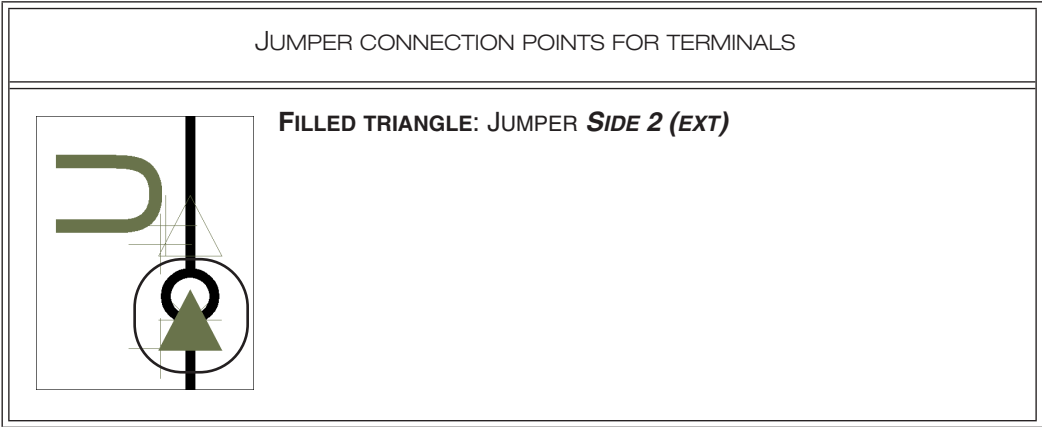 JUMPER CONNECTION POINTS FOR TERMINALS
FILLED TRIANGLE: JUMPER SIDE 2 (EXT)